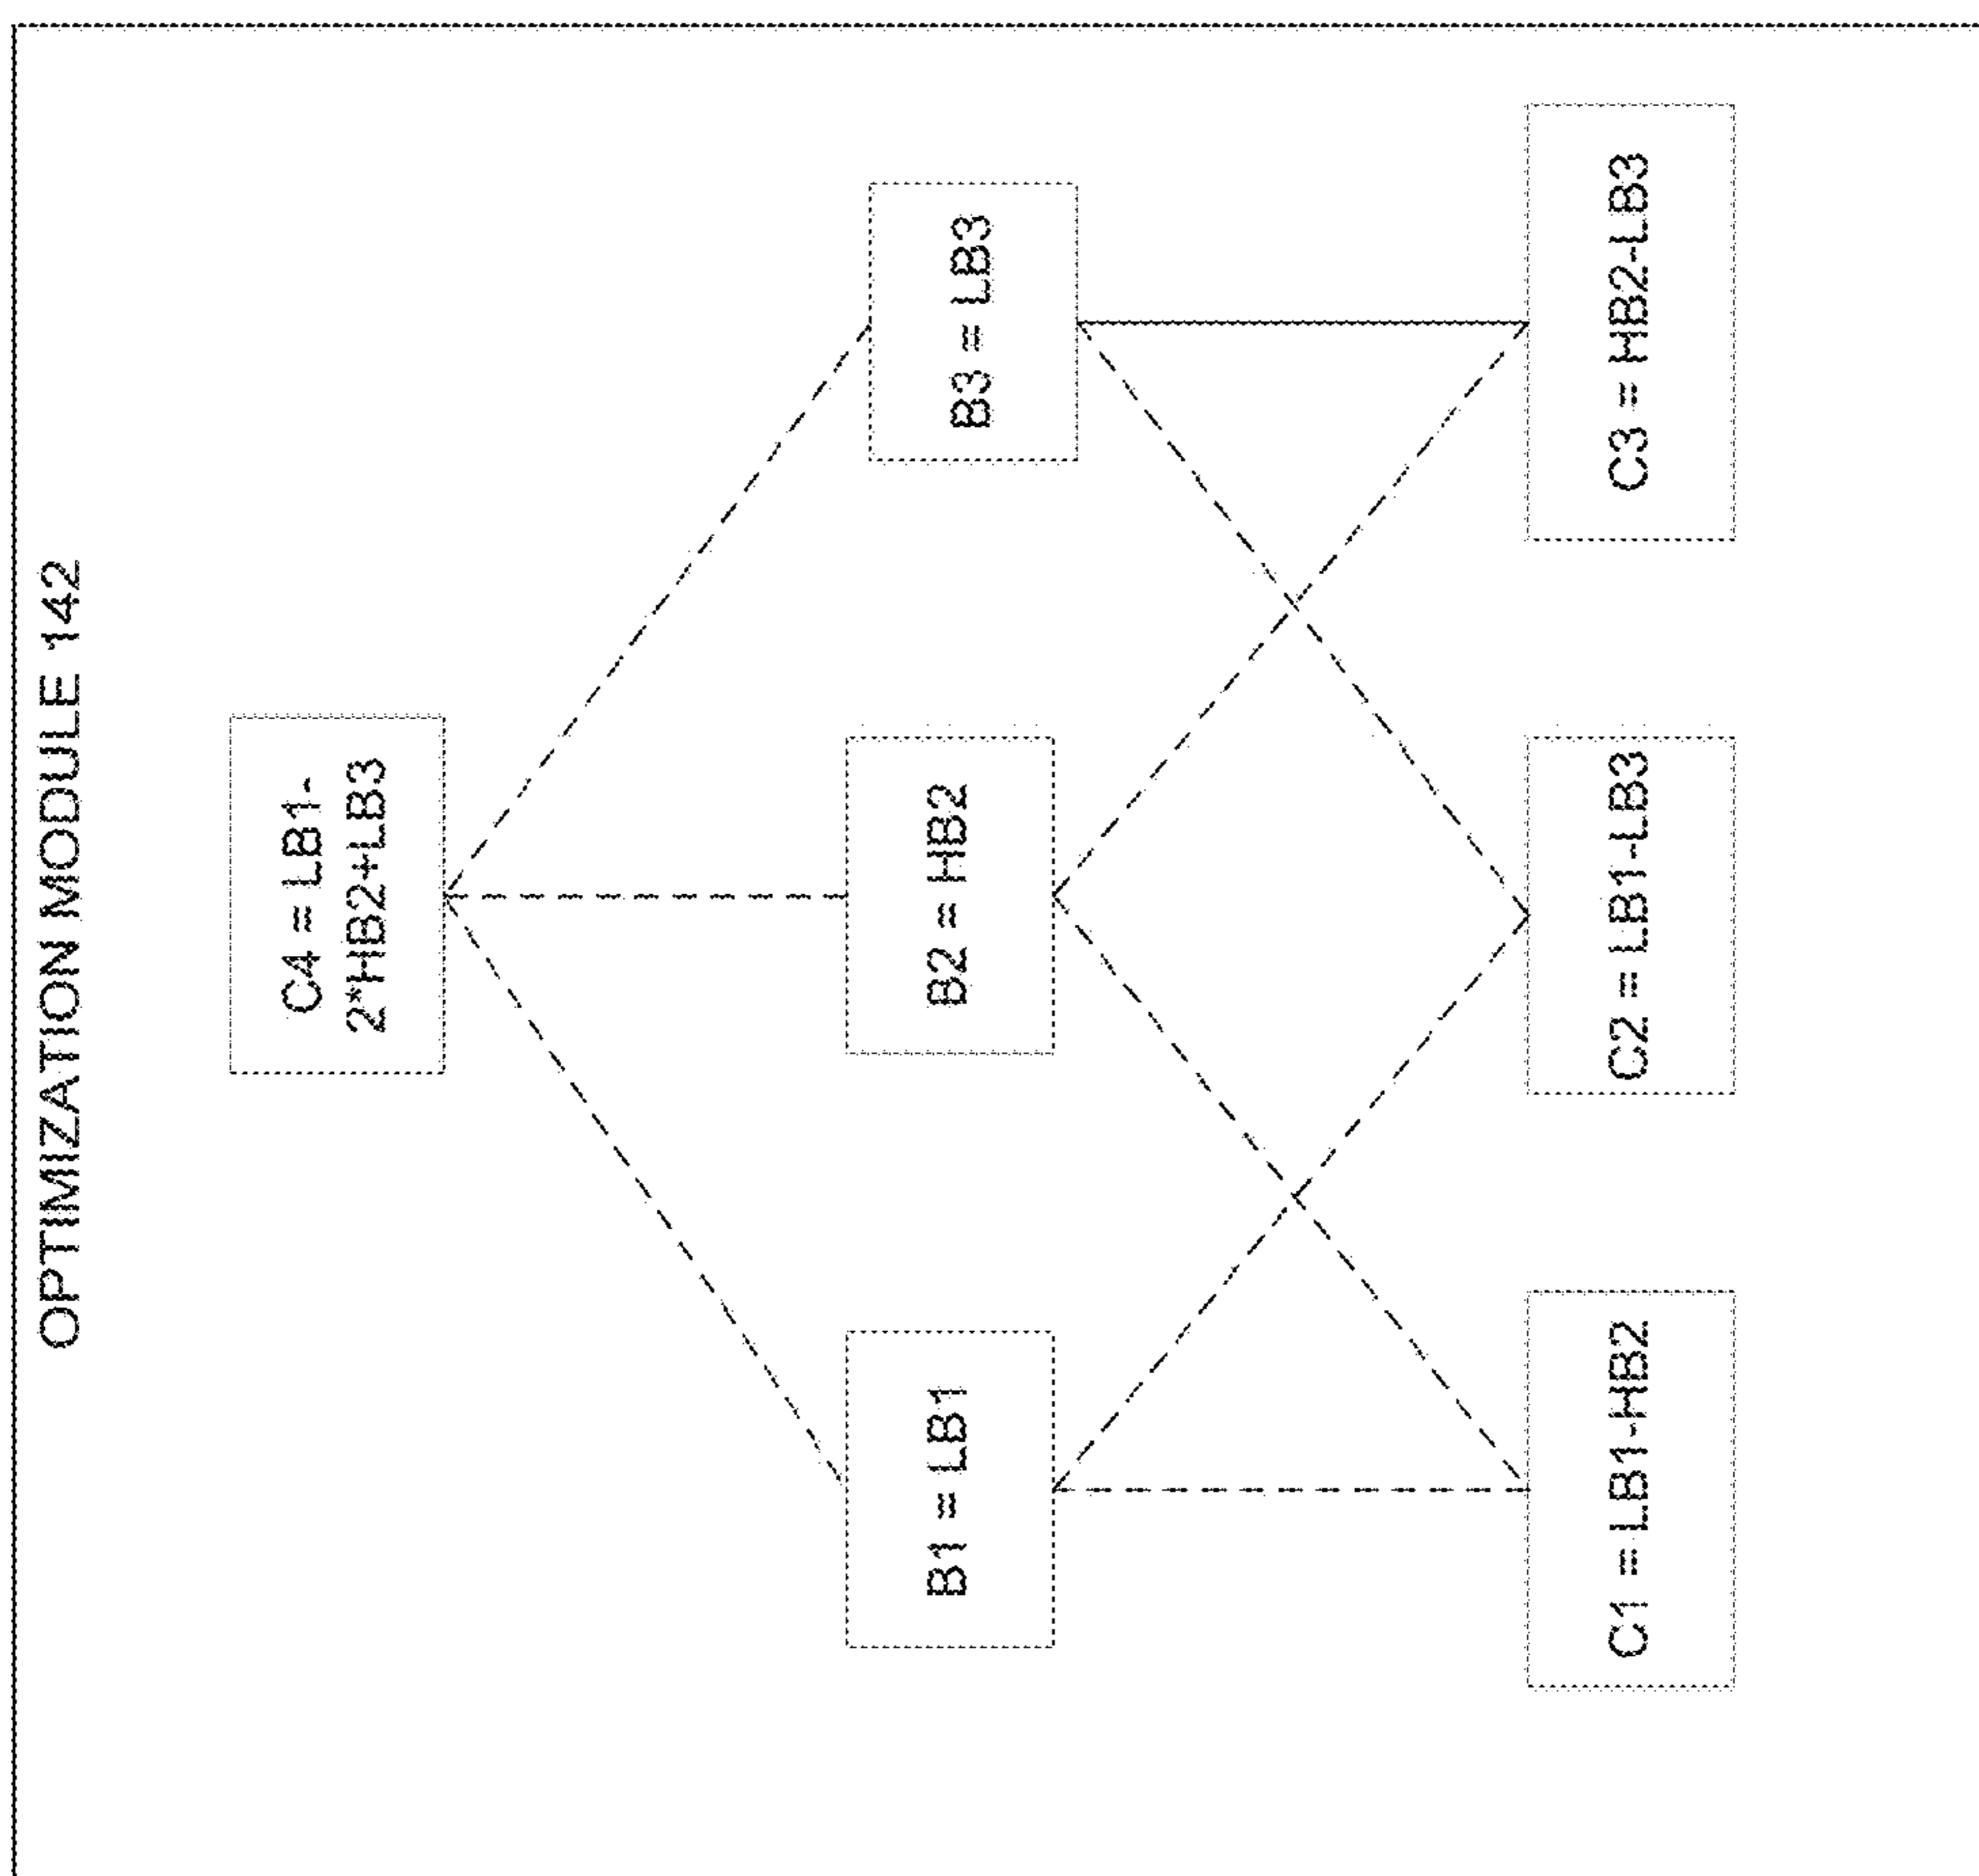 OPTIMIZATION MODULE 142
C4 = LB1-
2*HB2+LB3
B1 = LB1
B2 = HB2
B3 = LB3
C1 = LB1-HB2
C2 = LB1-LB3
C3 = HB2-LB3